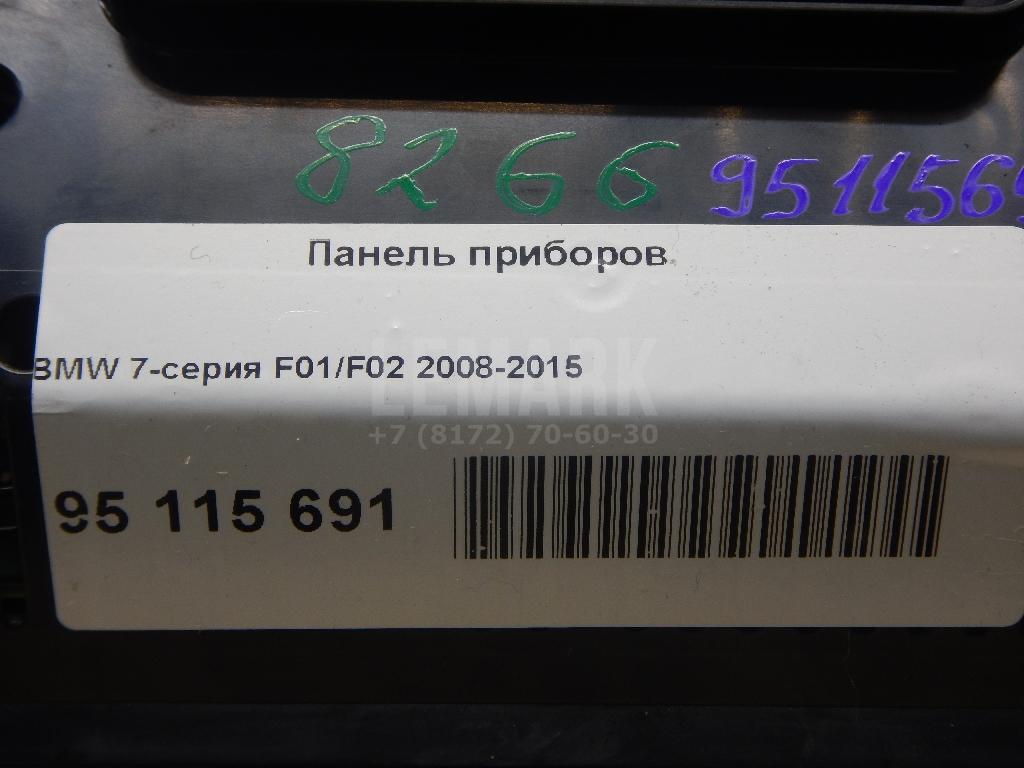 8266 9511569
Панель приборов
BMW 7-серия F01/F02 2008-2015
LEMARK
+7 (8172) 70-60-30
95 115 691